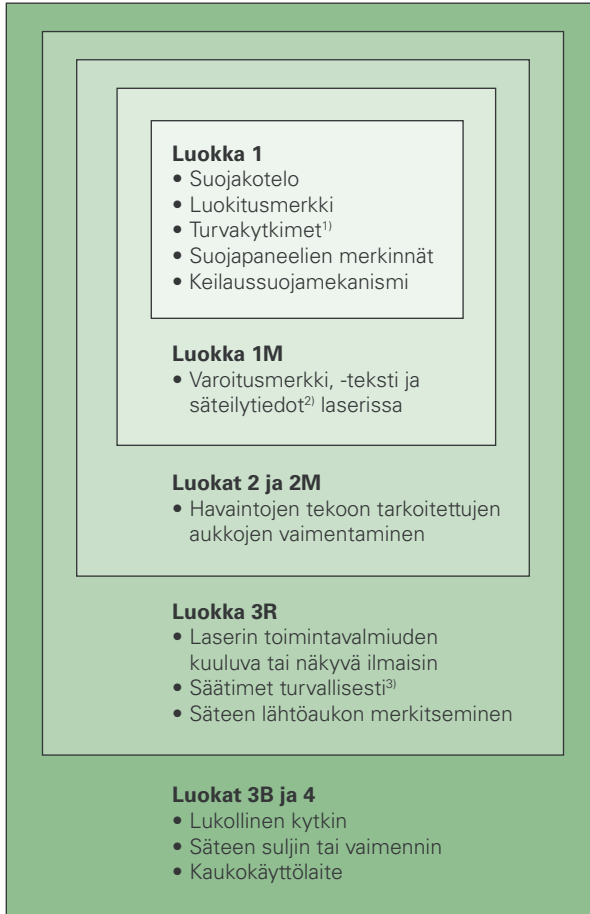 Luokka 1
• Suojakotelo
• Luokitusmerkki
• Turvakytkimet1)
• Suojapaneelien merkinnät
• Keilaussuojamekanismi
Luokka 1M
• Varoitusmerkki, -teksti ja
säteilytiedot2) laserissa
Luokat 2 ja 2M
• Havaintojen tekoon tarkoitettujen
aukkojen vaimentaminen
Luokka 3R
• Laserin toimintavalmiuden
kuuluva tai näkyvä ilmaisin
• Säätimet turvallisesti3)
• Säteen lähtöaukon merkitseminen
Luokat 3B ja 4
• Lukollinen kytkin
• Säteen suljin tai vaimennin
• Kaukokäyttölaite